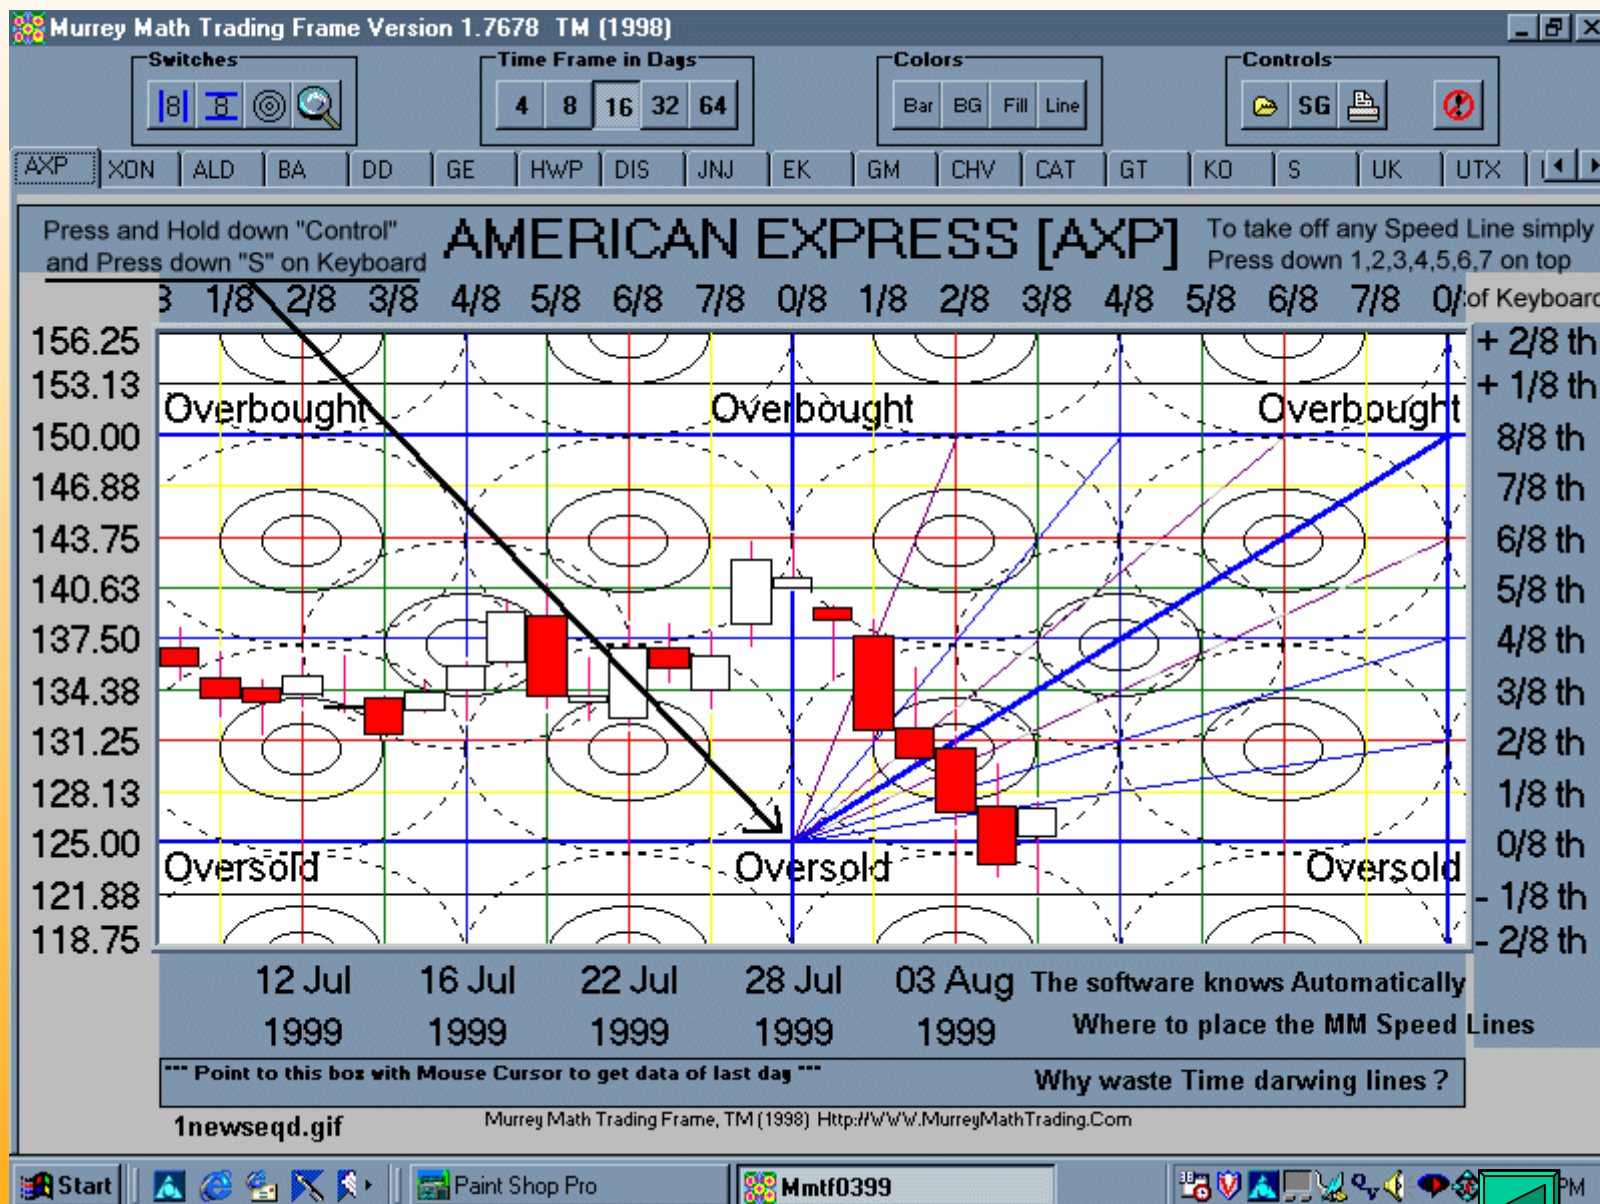 Murrey Math Trading Frame Version 1.7678 TM (1998)
Switches Time Frame in Days Colors Controls
|8| 8 4 8 16 32 64 Bar BG Fill Line SG
AXP XON ALD BA DD GE HWP DIS JNJ EK GM CHV CAT GT KO S UK UTX
Press and Hold down "Control"
and Press down "S" on Keyboard
AMERICAN EXPRESS [AXP]
To take off any Speed Line simply
Press down 1,2,3,4,5,6,7 on top
of Keyboard
8 1/8 2/8 3/8 4/8 5/8 6/8 7/8 0/8 1/8 2/8 3/8 4/8 5/8 6/8 7/8 0/
156.25 + 2/8 th
153.13 + 1/8 th
Overbought Overbought Overbought
150.00 8/8 th
146.88 7/8 th
143.75 6/8 th
140.63 5/8 th
137.50 4/8 th
134.38 3/8 th
131.25 2/8 th
128.13 1/8 th
125.00 0/8 th
Oversold Oversold Oversold
121.88 - 1/8 th
118.75 - 2/8 th
12 Jul 16 Jul 22 Jul 28 Jul 03 Aug The software knows Automatically
1999 1999 1999 1999 1999 Where to place the MM Speed Lines
*** Point to this box with Mouse Cursor to get data of last day *** Why waste Time darwing lines ?
1newseqd.gif Murrey Math Trading Frame, TM (1998) Http://WWW.MurreyMathTrading.Com
Start Paint Shop Pro Mmtf0399 PM